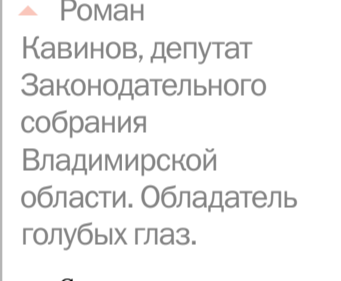 Роман
Кавинов, депутат
Законодательного
собрания
Владимирской
области. Обладатель
голубых глаз.